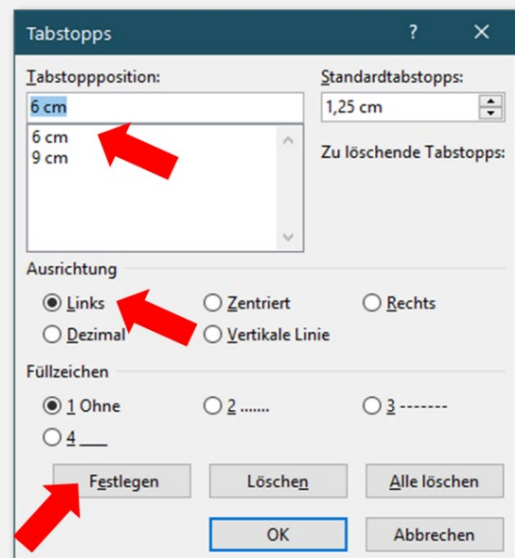 Tabstopps ? ×
Tabstoppposition: Standardtabstopps:
6 cm 1,25 cm
6 cm
9 cm Zu löschende Tabstopps:
Ausrichtung
Links Zentriert Rechts
Dezimal Vertikale Linie
Füllzeichen
1 Ohne 2 ....... 3 -------
4 ___
Festlegen Löschen Alle löschen
OK Abbrechen